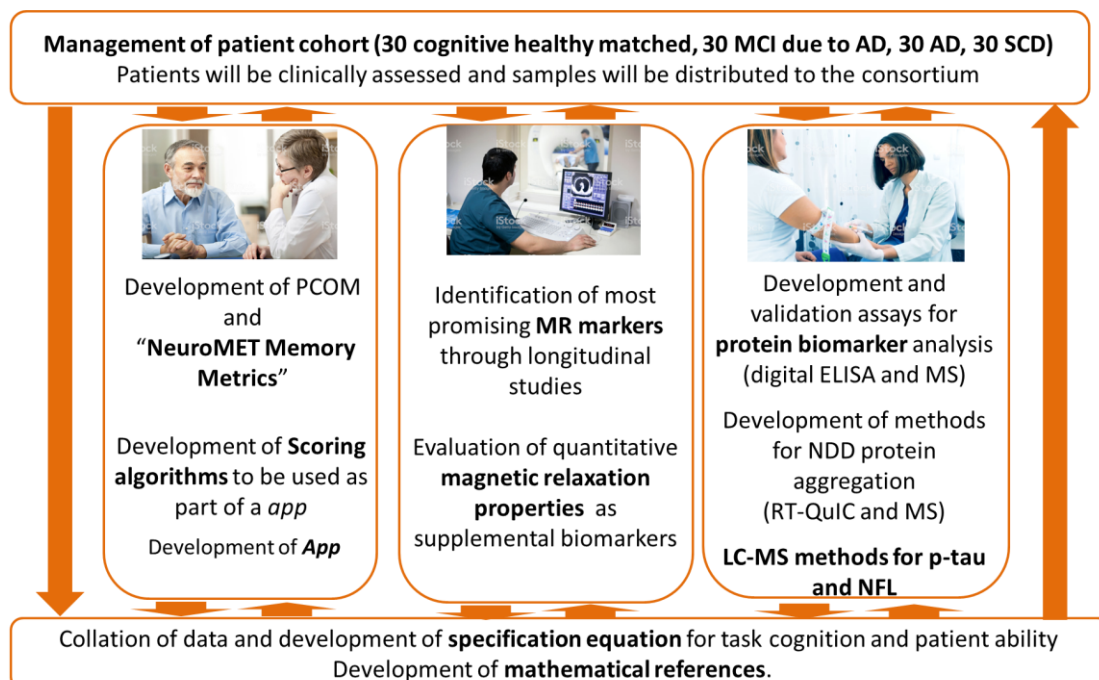 Management of patient cohort (30 cognitive healthy matched, 30 MCI due to AD, 30 AD, 30 SCD)
Patients will be clinically assessed and samples will be distributed to the consortium
iStock
iStock
iStock
Development of PCOM
and
“NeuroMET Memory
Metrics”
Development of Scoring
algorithms to be used as
part of a app
Development of App
Identification of most
promising MR markers
through longitudinal
studies
Evaluation of quantitative
magnetic relaxation
properties as
supplemental biomarkers
Development and
validation assays for
protein biomarker analysis
(digital ELISA and MS)
Development of methods
for NDD protein
aggregation
(RT-QuIC and MS)
LC-MS methods for p-tau
and NFL
Collation of data and development of specification equation for task cognition and patient ability
Development of mathematical references.